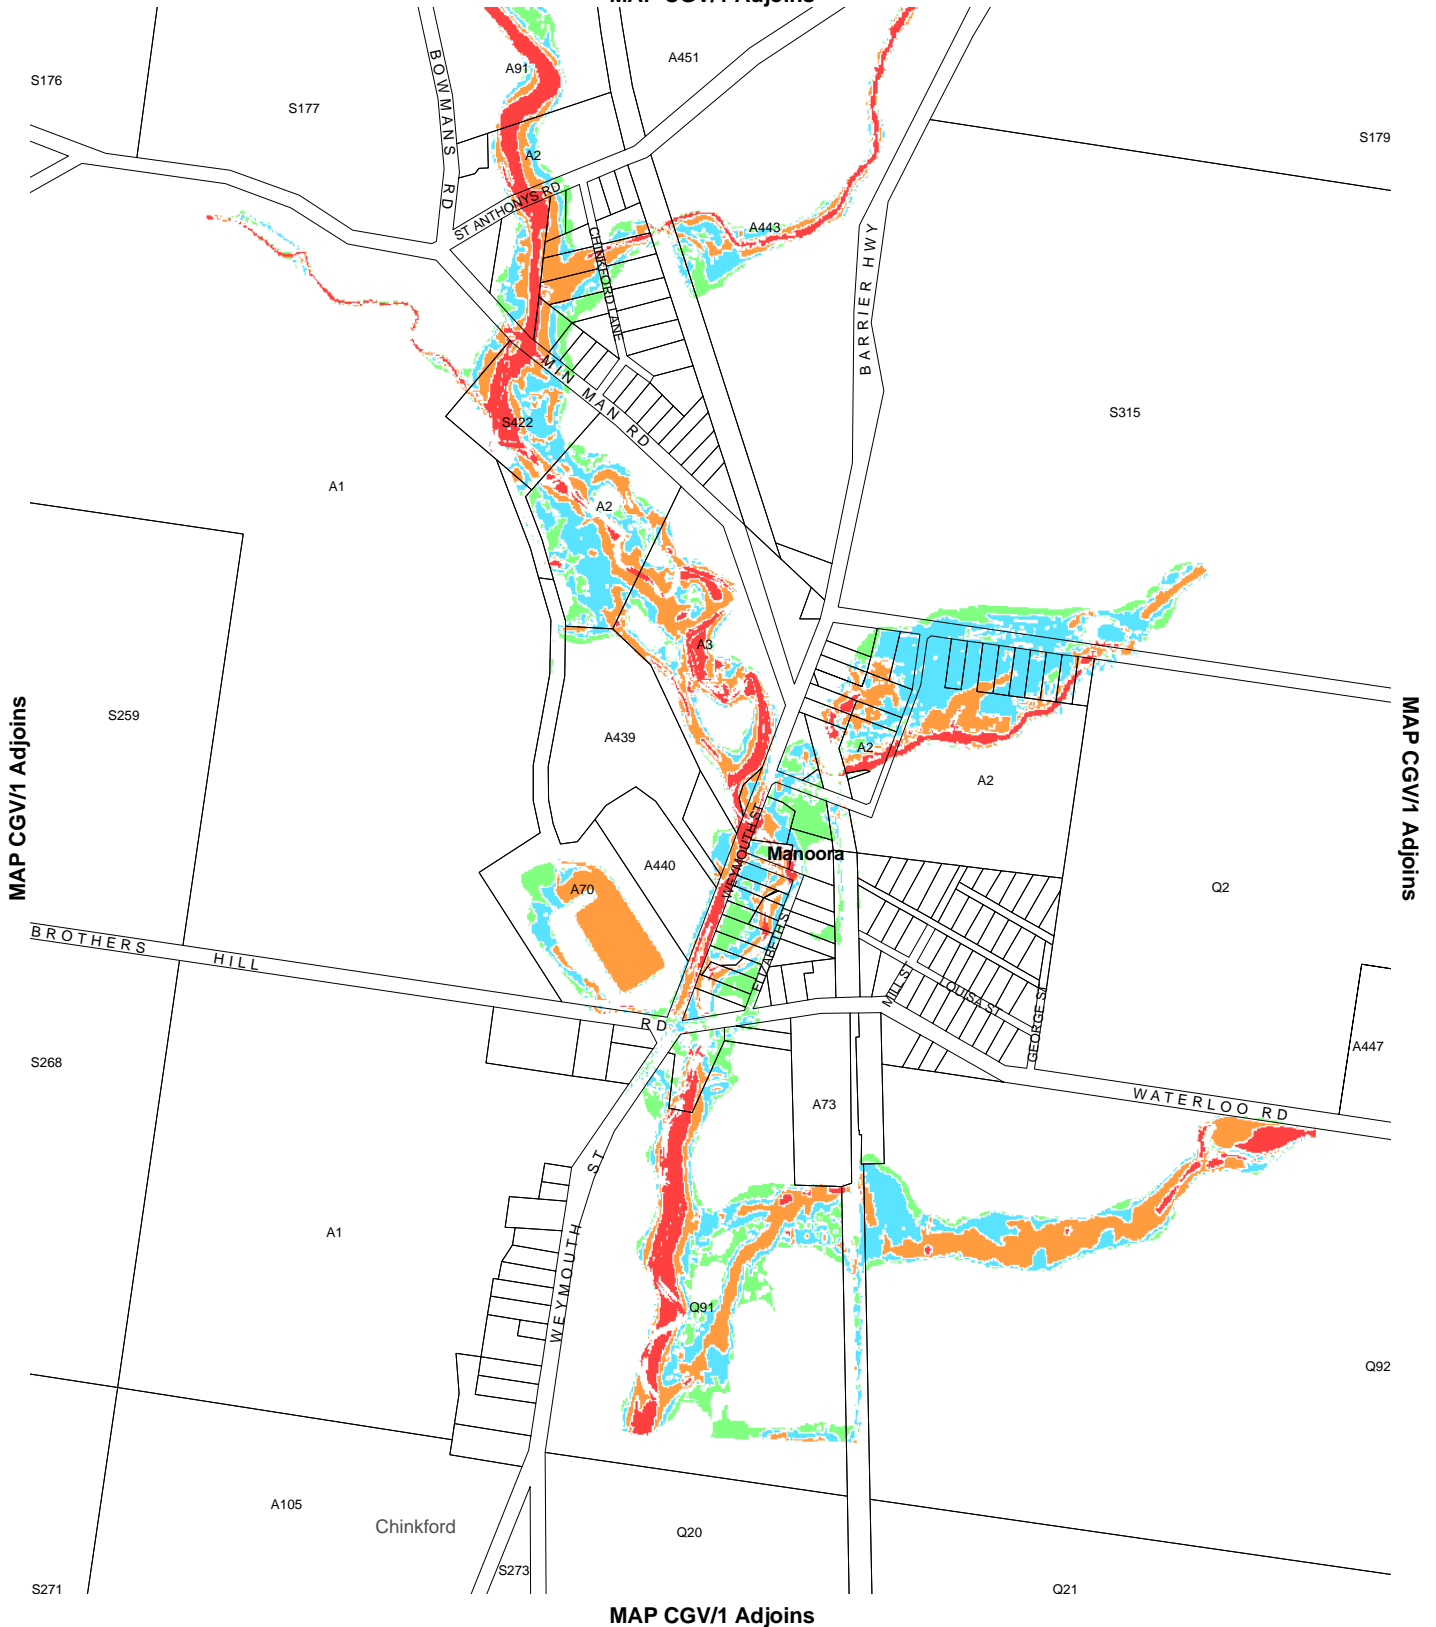 MAP CGV/1 Adjoins
A451
A91
S176
S177
BOWMANS RD
S179
A2
ST ANTHONYS RD
A443
CHINKFORD LANE
BARRIER HWY
MIN MAN RD
S315
S422
A1
A2
A3
MAP CGV/1 Adjoins
S259
A439
A2
A2
MAP CGV/1 Adjoins
WEYMOUTH ST
Manoora
A440
A70
Q2
BROTHERS HILL RD
ELIZABETH ST
MILL ST
LOUISA ST
GEORGE ST
S268
A447
A73
WATERLOO RD
WEYMOUTH ST
A1
Q91
Q92
A105
Chinkford
Q20
S273
S271
Q21
MAP CGV/1 Adjoins